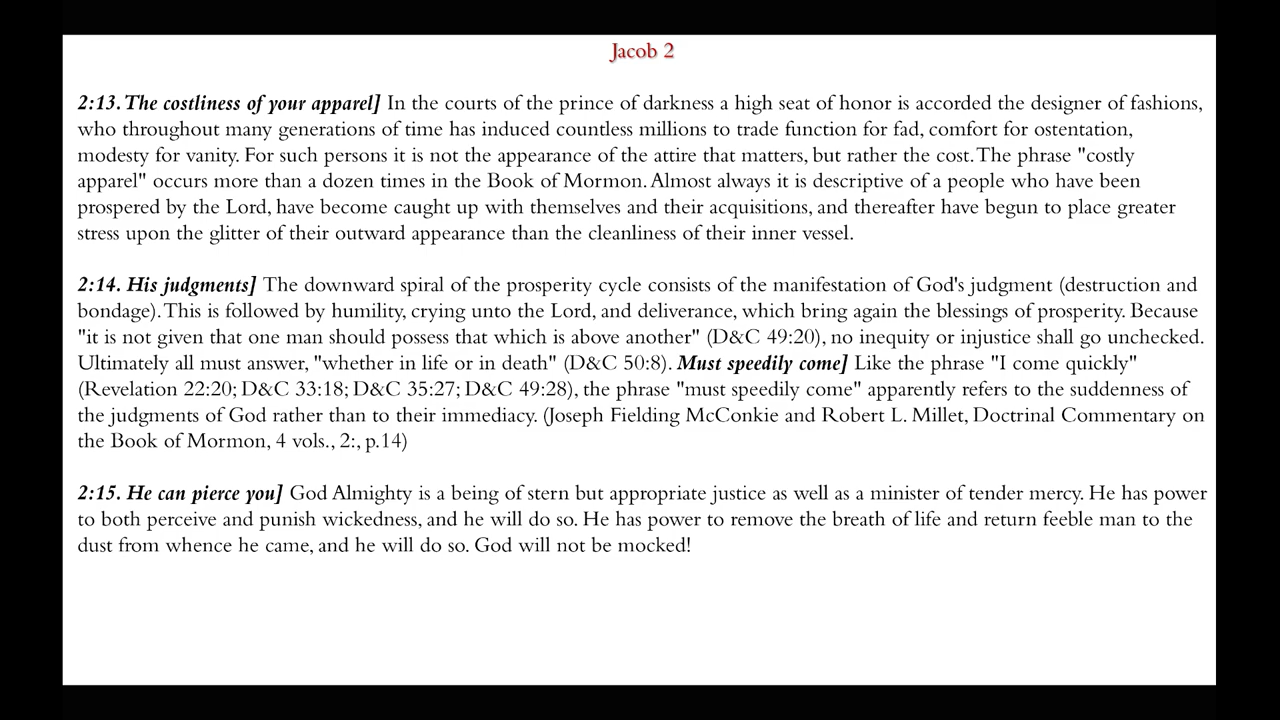 Jacob 2
2:13. The costliness of your apparel] In the courts of the prince of darkness a high seat of honor is accorded the designer of fashions,
who throughout many generations of time has induced countless millions to trade function for fad, comfort for ostentation,
modesty for vanity. For such persons it is not the appearance of the attire that matters, but rather the cost. The phrase "costly
apparel" occurs more than a dozen times in the Book of Mormon. Almost always it is descriptive of a people who have been
prospered by the Lord, have become caught up with themselves and their acquisitions, and thereafter have begun to place greater
stress upon the glitter of their outward appearance than the cleanliness of their inner vessel.
2:14. His judgments] The downward spiral of the prosperity cycle consists of the manifestation of God's judgment (destruction and
bondage). This is followed by humility, crying unto the Lord, and deliverance, which bring again the blessings of prosperity. Because
"it is not given that one man should possess that which is above another" (D&C 49:20), no inequity or injustice shall go unchecked.
Ultimately all must answer, "whether in life or in death" (D&C 50:8). Must speedily come] Like the phrase "I come quickly"
(Revelation 22:20; D&C 33:18; D&C 35:27; D&C 49:28), the phrase "must speedily come" apparently refers to the suddenness of
the judgments of God rather than to their immediacy. (Joseph Fielding McConkie and Robert L. Millet, Doctrinal Commentary on
the Book of Mormon, 4 vols., 2:, p.14)
2:15. He can pierce you] God Almighty is a being of stern but appropriate justice as well as a minister of tender mercy. He has power
to both perceive and punish wickedness, and he will do so. He has power to remove the breath of life and return feeble man to the
dust from whence he came, and he will do so. God will not be mocked!